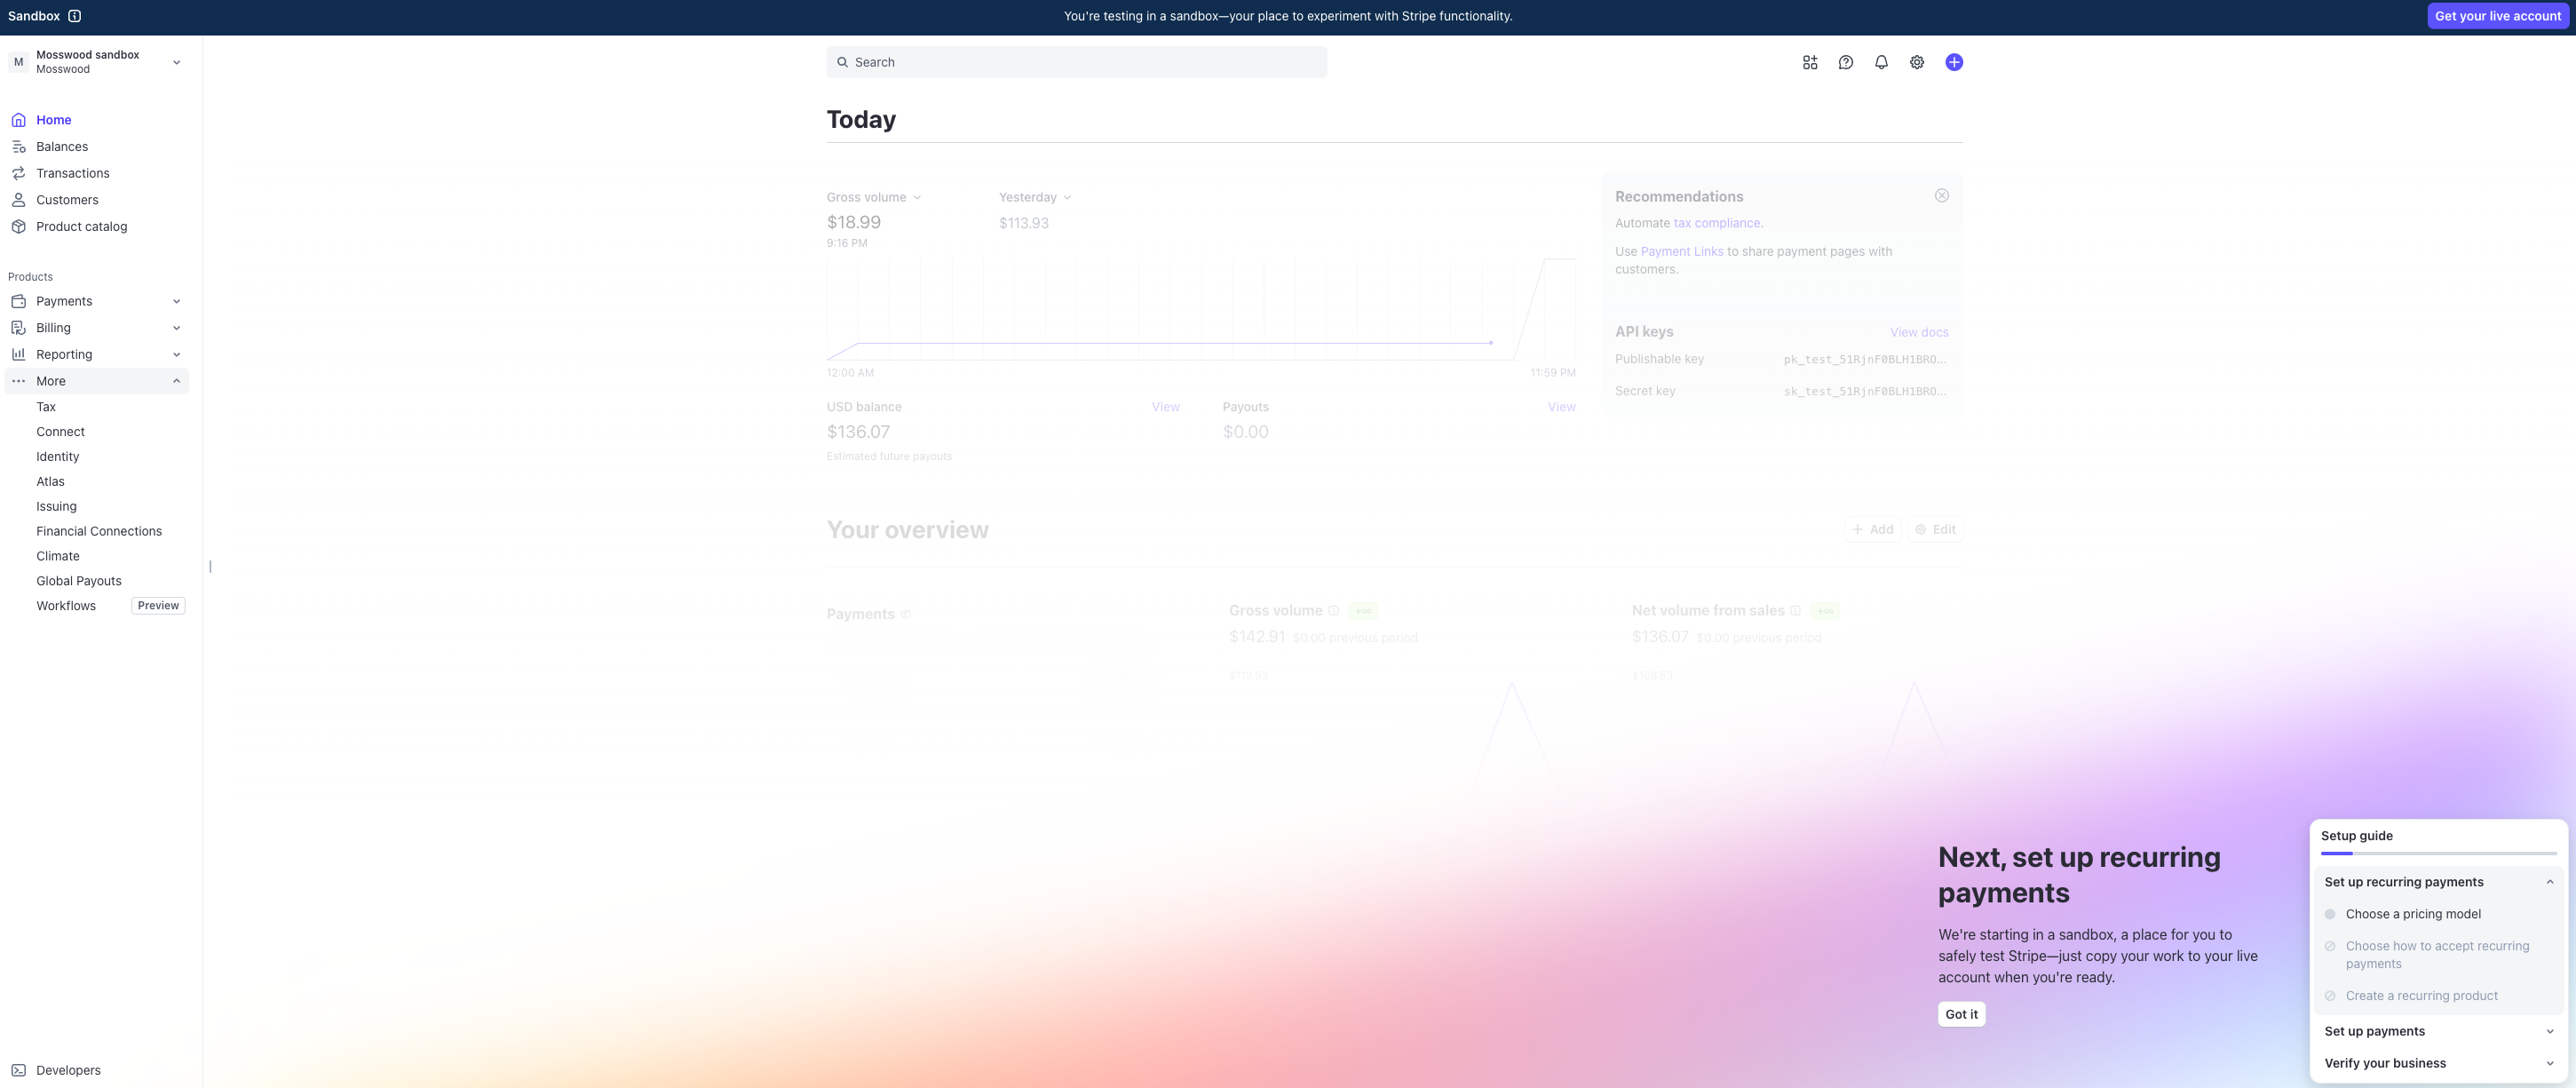 Sandbox
You're testing in a sandbox—your place to experiment with Stripe functionality.
Get your live account
M
Mosswood sandbox
Mosswood
Search
Home
Balances
Transactions
Customers
Product catalog
Products
Payments
Billing
Reporting
More
Tax
Connect
Identity
Atlas
Issuing
Financial Connections
Climate
Global Payouts
Workflows Preview
Developers
Today
Gross volume
$18.99
9:16 PM
Yesterday
$113.93
12:00 AM
11:59 PM
USD balance View
$136.07
Estimated future payouts
Payouts View
$0.00
Recommendations
Automate tax compliance.
Use Payment Links to share payment pages with
customers.
API keys View docs
Publishable key pk_test_51RjnF0BLH1BRO…
Secret key sk_test_51RjnF0BLH1BRO…
Your overview
Add Edit
Payments
Gross volume +∞
$142.91 $0.00 previous period
$113.93
Net volume from sales +∞
$136.07 $0.00 previous period
Next, set up recurring
payments
We're starting in a sandbox, a place for you to
safely test Stripe—just copy your work to your live
account when you're ready.
Got it
Setup guide
Set up recurring payments
Choose a pricing model
Choose how to accept recurring
payments
Create a recurring product
Set up payments
Verify your business